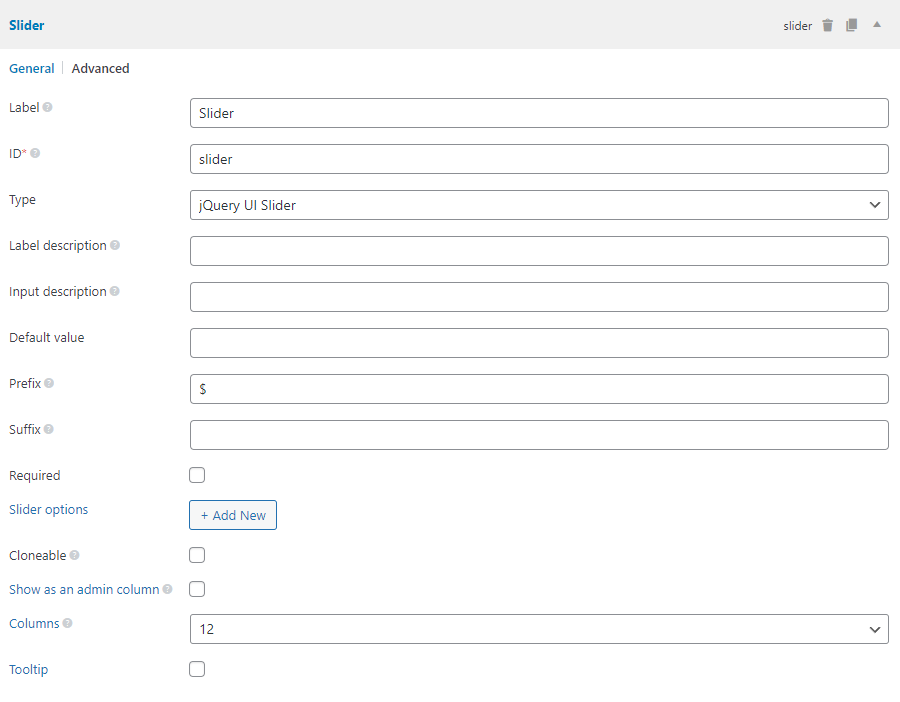 Slider
slider
General
Advanced
Label
Slider
ID*
slider
Type
jQuery UI Slider
Label description
Input description
Default value
Prefix
$
Suffix
Required
Slider options
+ Add New
Cloneable
Show as an admin column
Columns
12
Tooltip